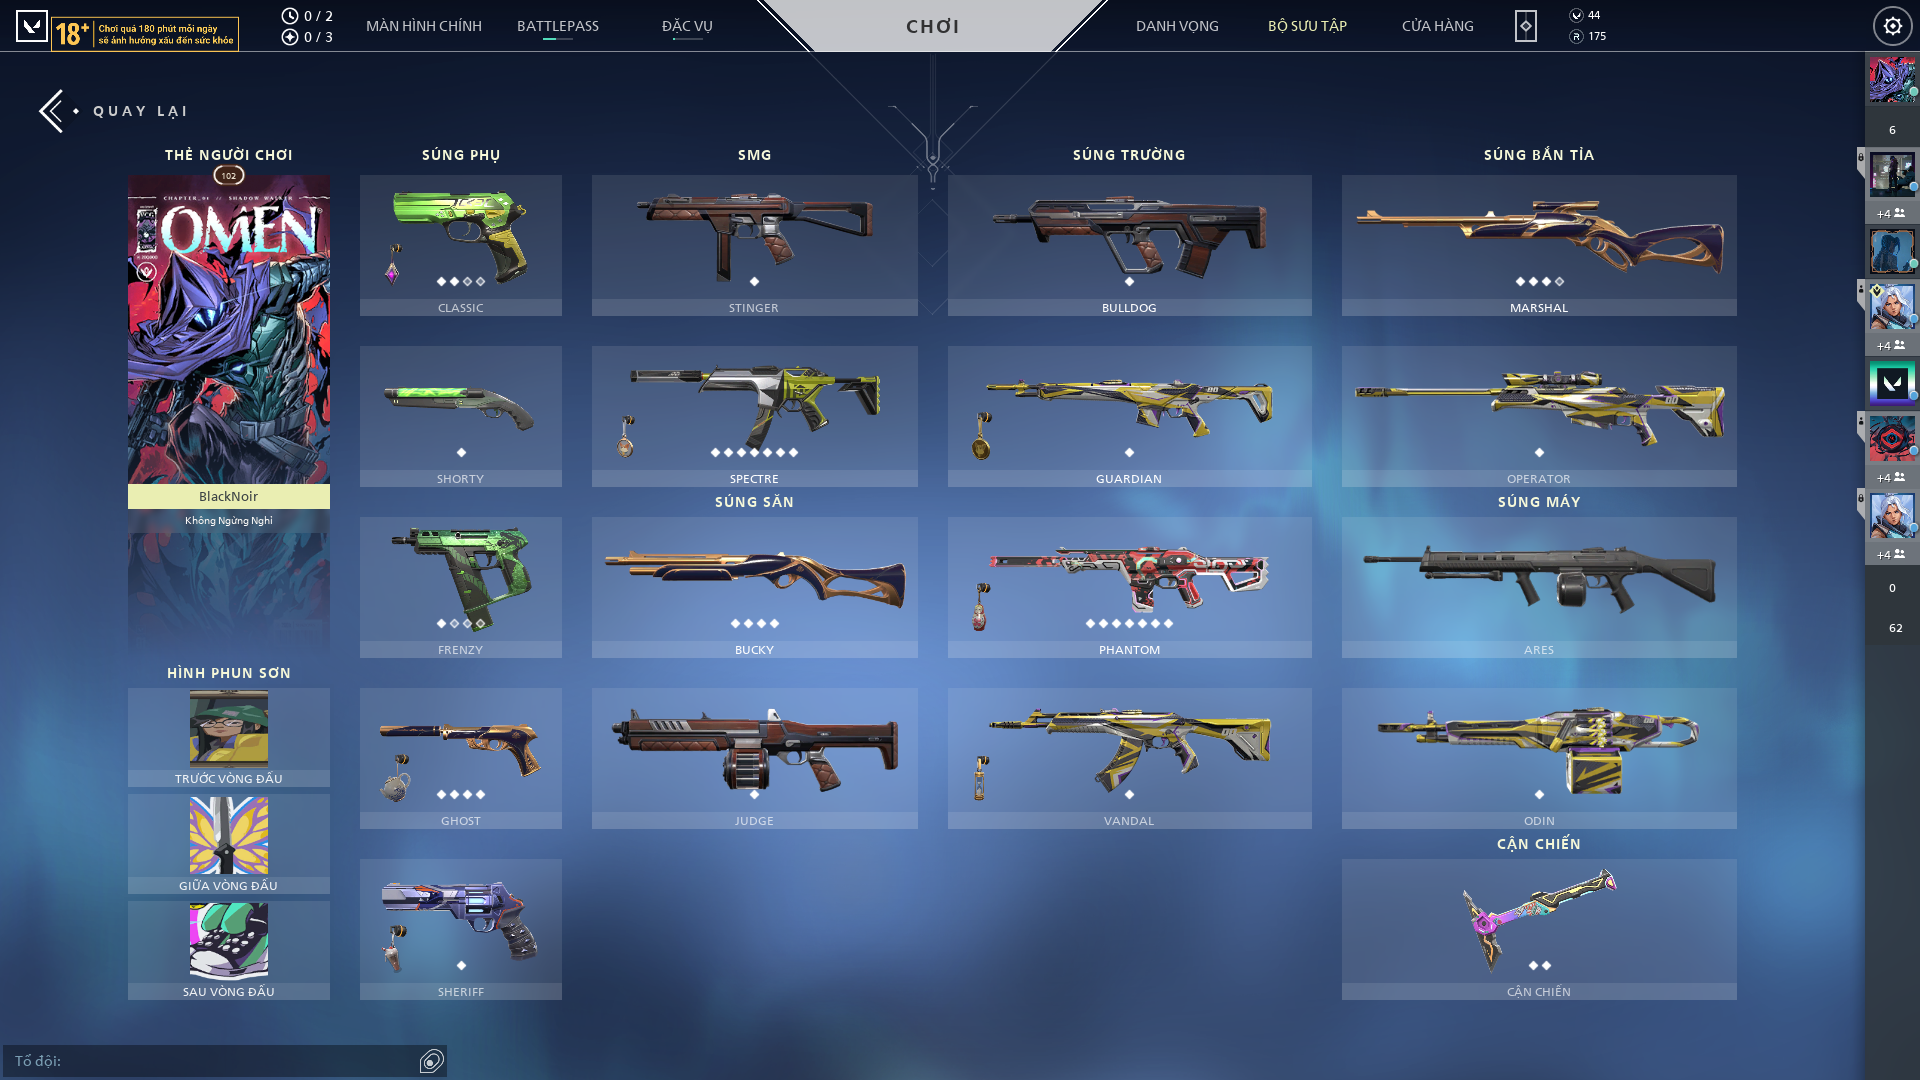 18+ Chơi quá 180 phút mỗi ngày
sẽ ảnh hưởng xấu đến sức khỏe
0 / 2
0 / 3
MÀN HÌNH CHÍNH
BATTLEPASS
ĐẶC VỤ
CHƠI
DANH VỌNG
BỘ SƯU TẬP
CỬA HÀNG
44
175
QUAY LẠI
THẺ NGƯỜI CHƠI
SÚNG PHỤ
SMG
SÚNG TRƯỜNG
SÚNG BẮN TỈA
102
CHAPTER_01 // SHADOW WALKER
OMEN
BlackNoir
Không Ngừng Nghỉ
CLASSIC
STINGER
BULLDOG
MARSHAL
SHORTY
SPECTRE
GUARDIAN
OPERATOR
SÚNG SĂN
SÚNG MÁY
FRENZY
BUCKY
PHANTOM
ARES
HÌNH PHUN SƠN
TRƯỚC VÒNG ĐẤU
GHOST
JUDGE
VANDAL
ODIN
CẬN CHIẾN
GIỮA VÒNG ĐẤU
SAU VÒNG ĐẤU
SHERIFF
CẬN CHIẾN
6
+4
+4
+4
+4
0
62
Tổ đội: